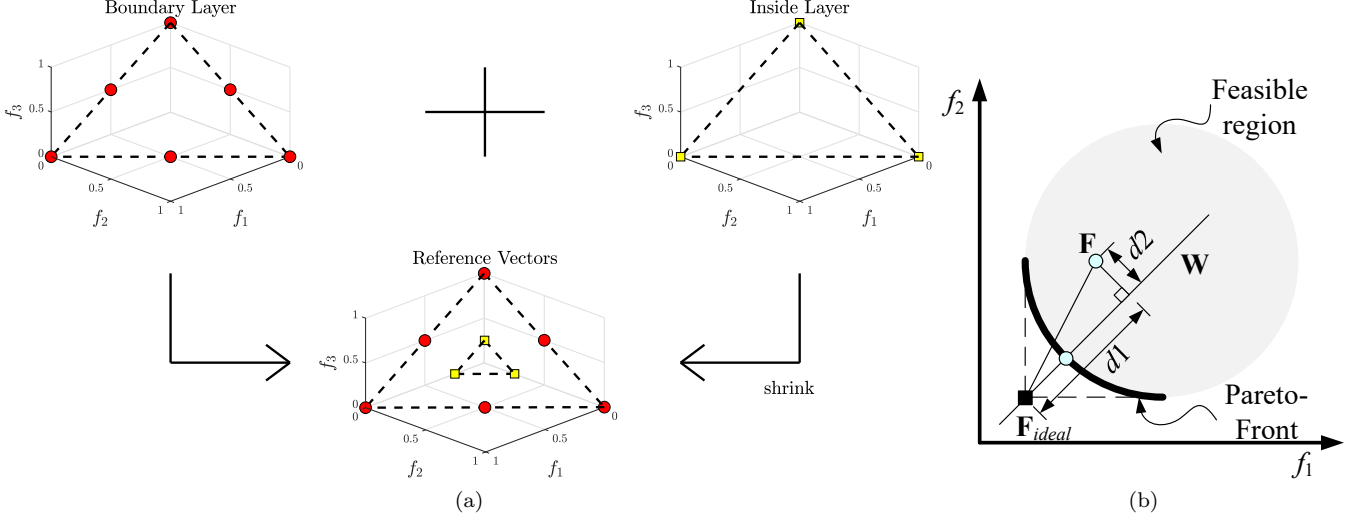 Boundary Layer
1
0.5
0
0
0.5
1
1
0.5
0
f₃
f₂
f₁
Inside Layer
1
0.5
0
0
0.5
1
1
0.5
0
f₃
f₂
f₁
Reference Vectors
1
0.5
0
0
0.5
1
1
0.5
0
f₃
f₂
f₁
shrink
(a)
f₂
Feasible
region
F
d2
W
d1
Pareto-
Front
F_ideal
f₁
(b)